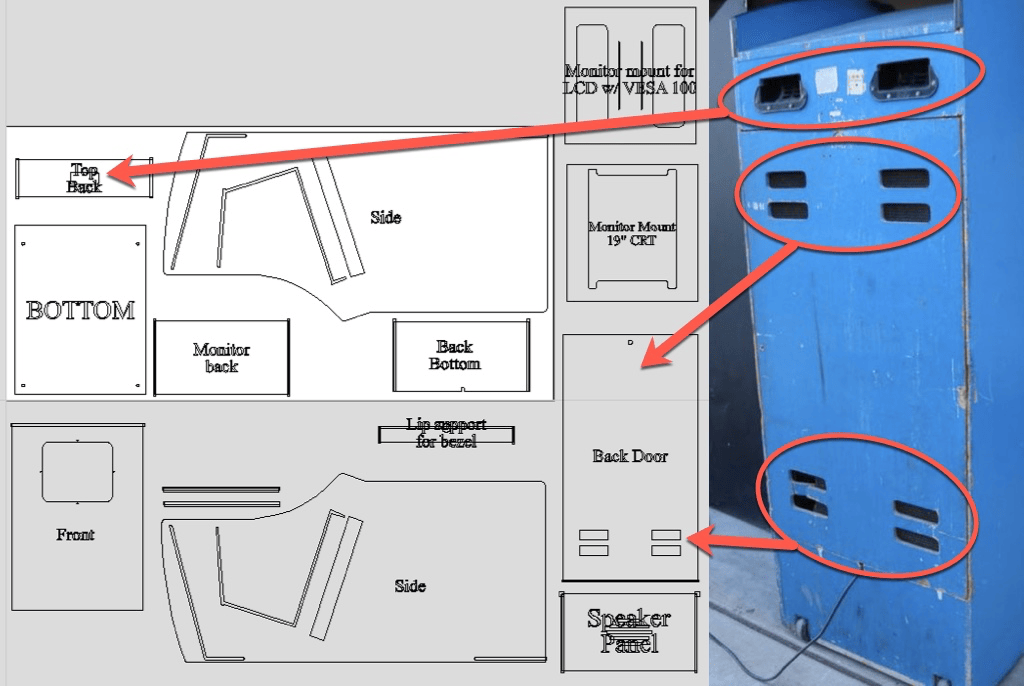 Monitor mount for
LCD w/ VESA 100
Top
Back
Side
Monitor Mount
19" CRT
BOTTOM
Monitor
back
Back
Bottom
Lip support
for bezel
Back Door
Front
Side
Speaker
Panel